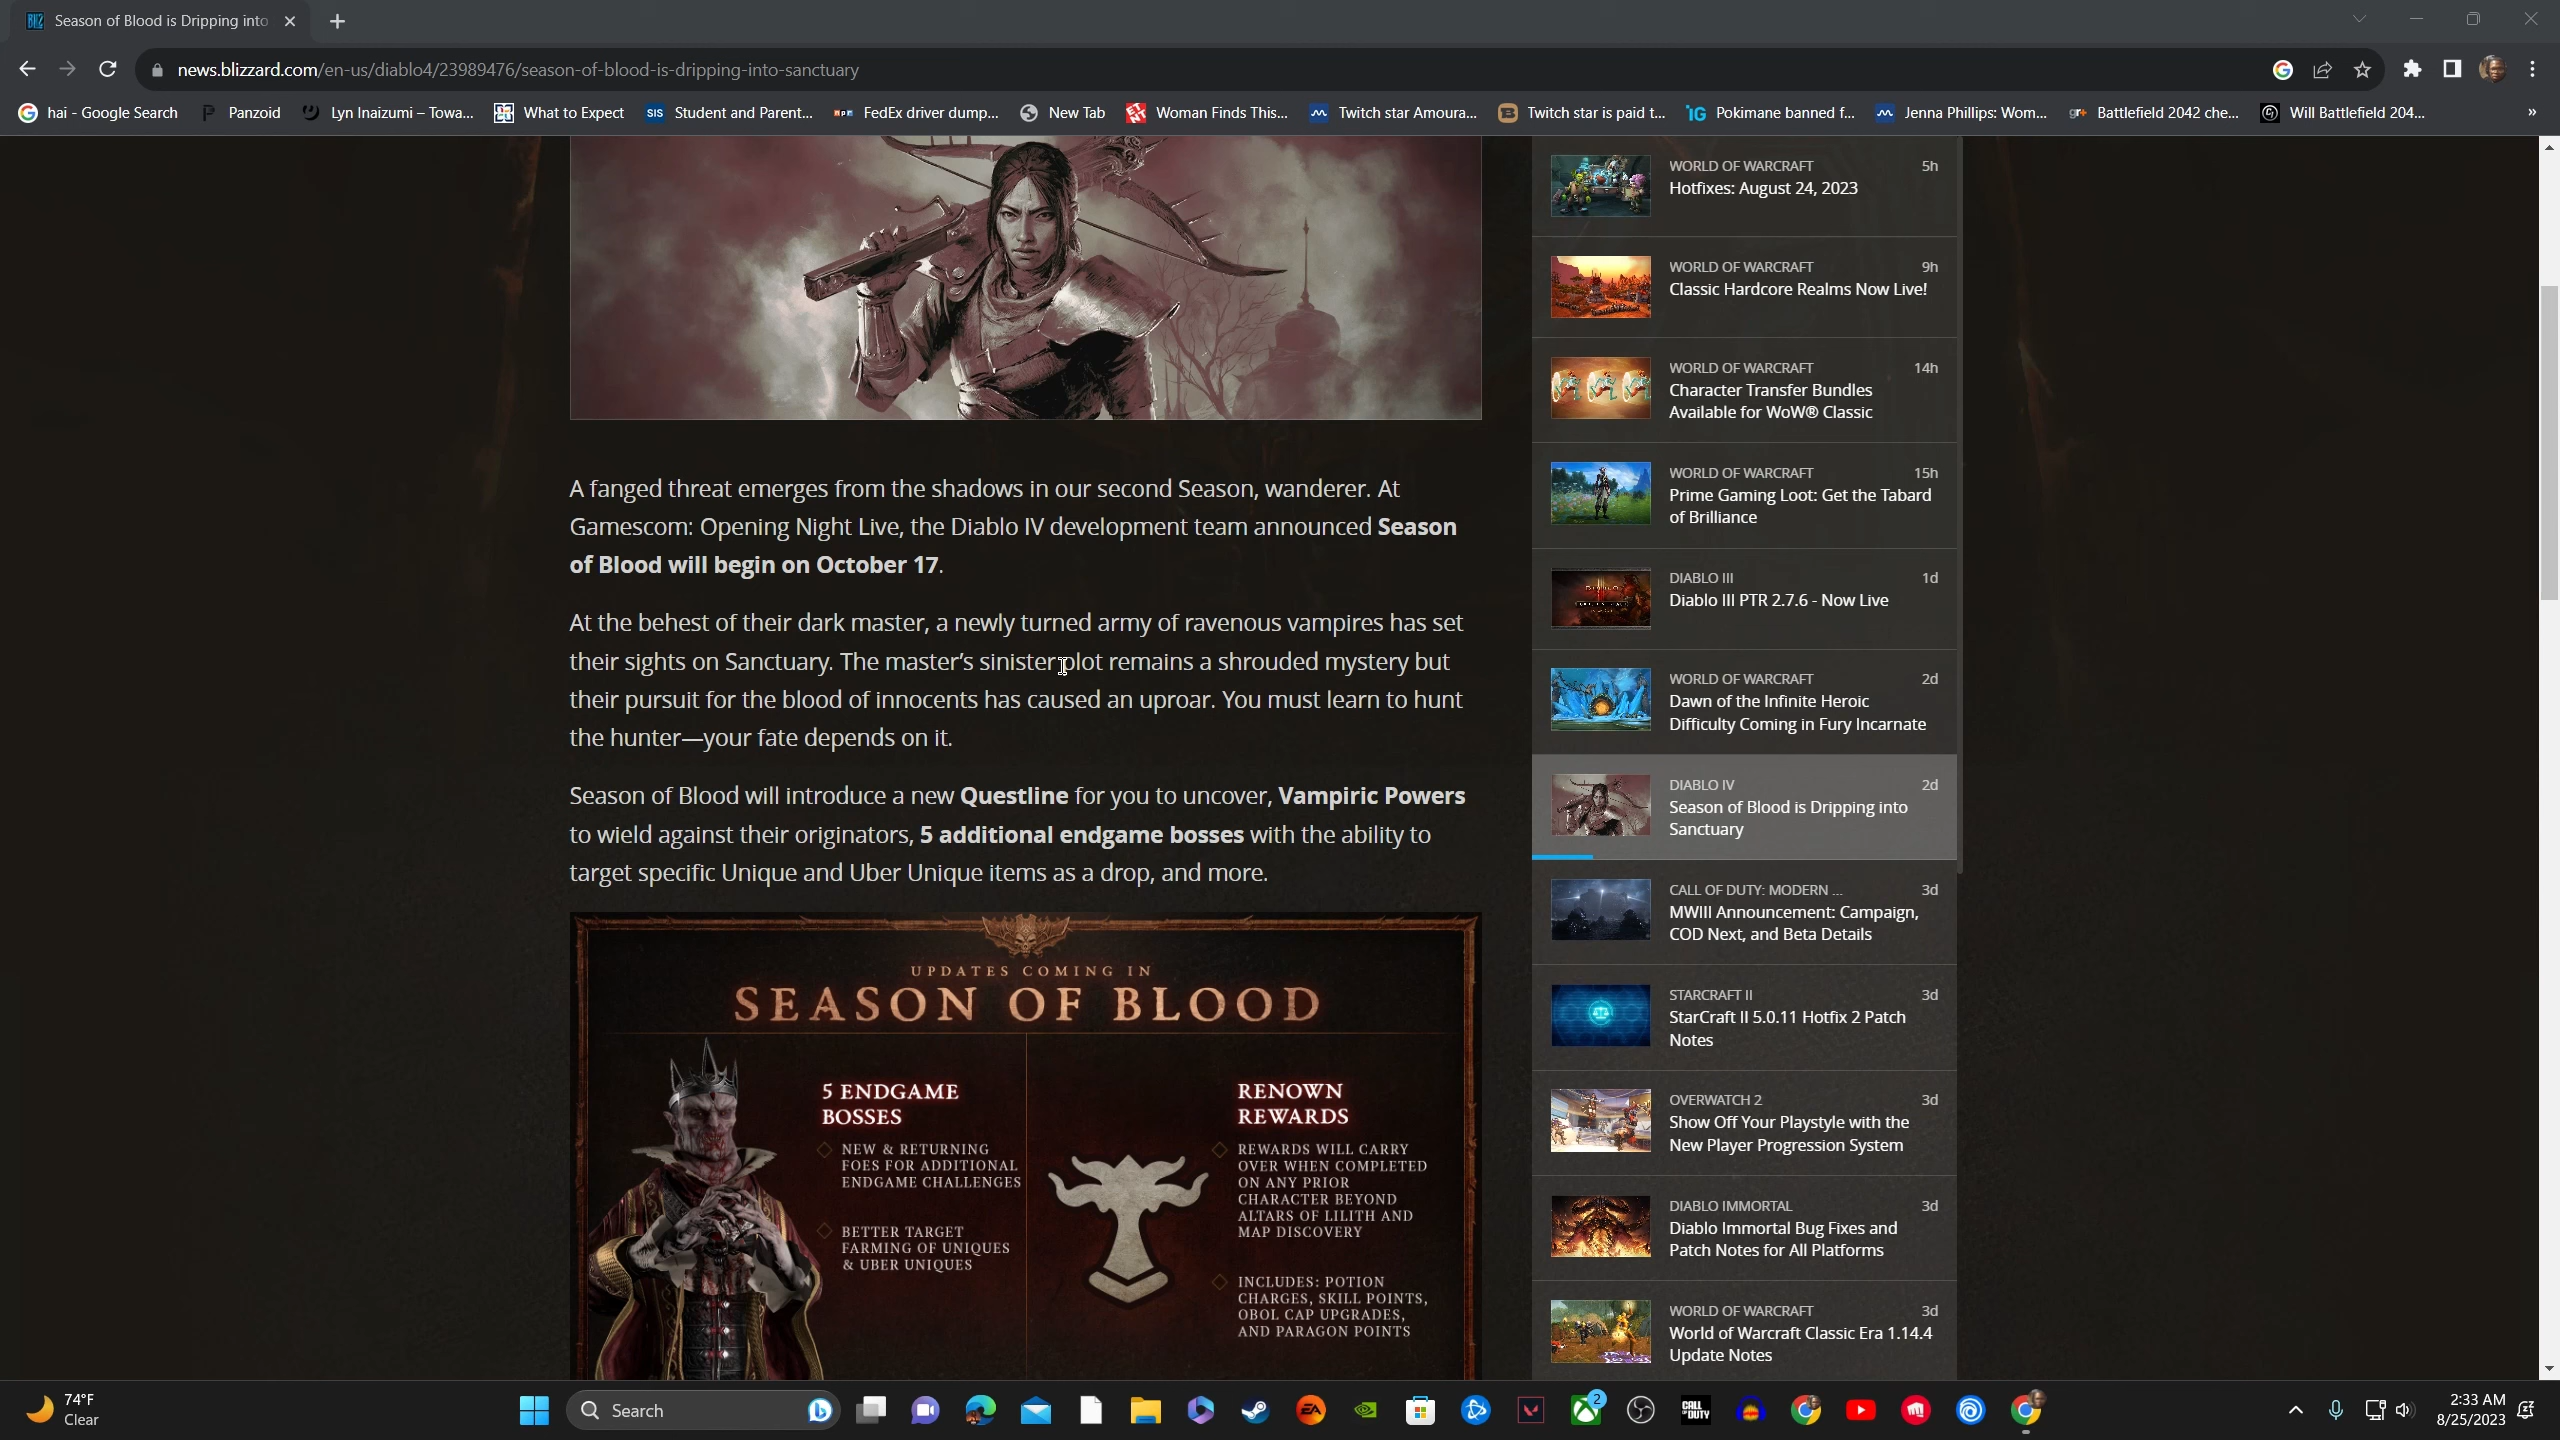 Season of Blood is Dripping into
news.blizzard.com/en-us/diablo4/23989476/season-of-blood-is-dripping-into-sanctuary
hai - Google Search
Panzoid
Lyn Inaizumi – Towa...
What to Expect
SIS
Student and Parent...
npr
FedEx driver dump...
New Tab
Woman Finds This...
Twitch star Amoura...
Twitch star is paid t...
Pokimane banned f...
Jenna Phillips: Wom...
gr+
Battlefield 2042 che...
Will Battlefield 204...
»
A fanged threat emerges from the shadows in our second Season, wanderer. At
Gamescom: Opening Night Live, the Diablo IV development team announced Season
of Blood will begin on October 17.
At the behest of their dark master, a newly turned army of ravenous vampires has set
their sights on Sanctuary. The master’s sinister plot remains a shrouded mystery but
their pursuit for the blood of innocents has caused an uproar. You must learn to hunt
the hunter—your fate depends on it.
Season of Blood will introduce a new Questline for you to uncover, Vampiric Powers
to wield against their originators, 5 additional endgame bosses with the ability to
target specific Unique and Uber Unique items as a drop, and more.
UPDATES COMING IN
SEASON OF BLOOD
5 ENDGAME
BOSSES
NEW & RETURNING
FOES FOR ADDITIONAL
ENDGAME CHALLENGES
BETTER TARGET
FARMING OF UNIQUES
& UBER UNIQUES
RENOWN
REWARDS
REWARDS WILL CARRY
OVER WHEN COMPLETED
ON ANY PRIOR
CHARACTER BEYOND
ALTARS OF LILITH AND
MAP DISCOVERY
INCLUDES: POTION
CHARGES, SKILL POINTS,
OBOL CAP UPGRADES,
AND PARAGON POINTS
WORLD OF WARCRAFT 5h
Hotfixes: August 24, 2023
WORLD OF WARCRAFT 9h
Classic Hardcore Realms Now Live!
WORLD OF WARCRAFT 14h
Character Transfer Bundles
Available for WoW® Classic
WORLD OF WARCRAFT 15h
Prime Gaming Loot: Get the Tabard
of Brilliance
DIABLO III 1d
Diablo III PTR 2.7.6 - Now Live
WORLD OF WARCRAFT 2d
Dawn of the Infinite Heroic
Difficulty Coming in Fury Incarnate
DIABLO IV 2d
Season of Blood is Dripping into
Sanctuary
CALL OF DUTY: MODERN ... 3d
MWIII Announcement: Campaign,
COD Next, and Beta Details
STARCRAFT II 3d
StarCraft II 5.0.11 Hotfix 2 Patch
Notes
OVERWATCH 2 3d
Show Off Your Playstyle with the
New Player Progression System
DIABLO IMMORTAL 3d
Diablo Immortal Bug Fixes and
Patch Notes for All Platforms
WORLD OF WARCRAFT 3d
World of Warcraft Classic Era 1.14.4
Update Notes
74°F
Clear
Search
EA
2
CALL OF DUTY
2:33 AM
8/25/2023